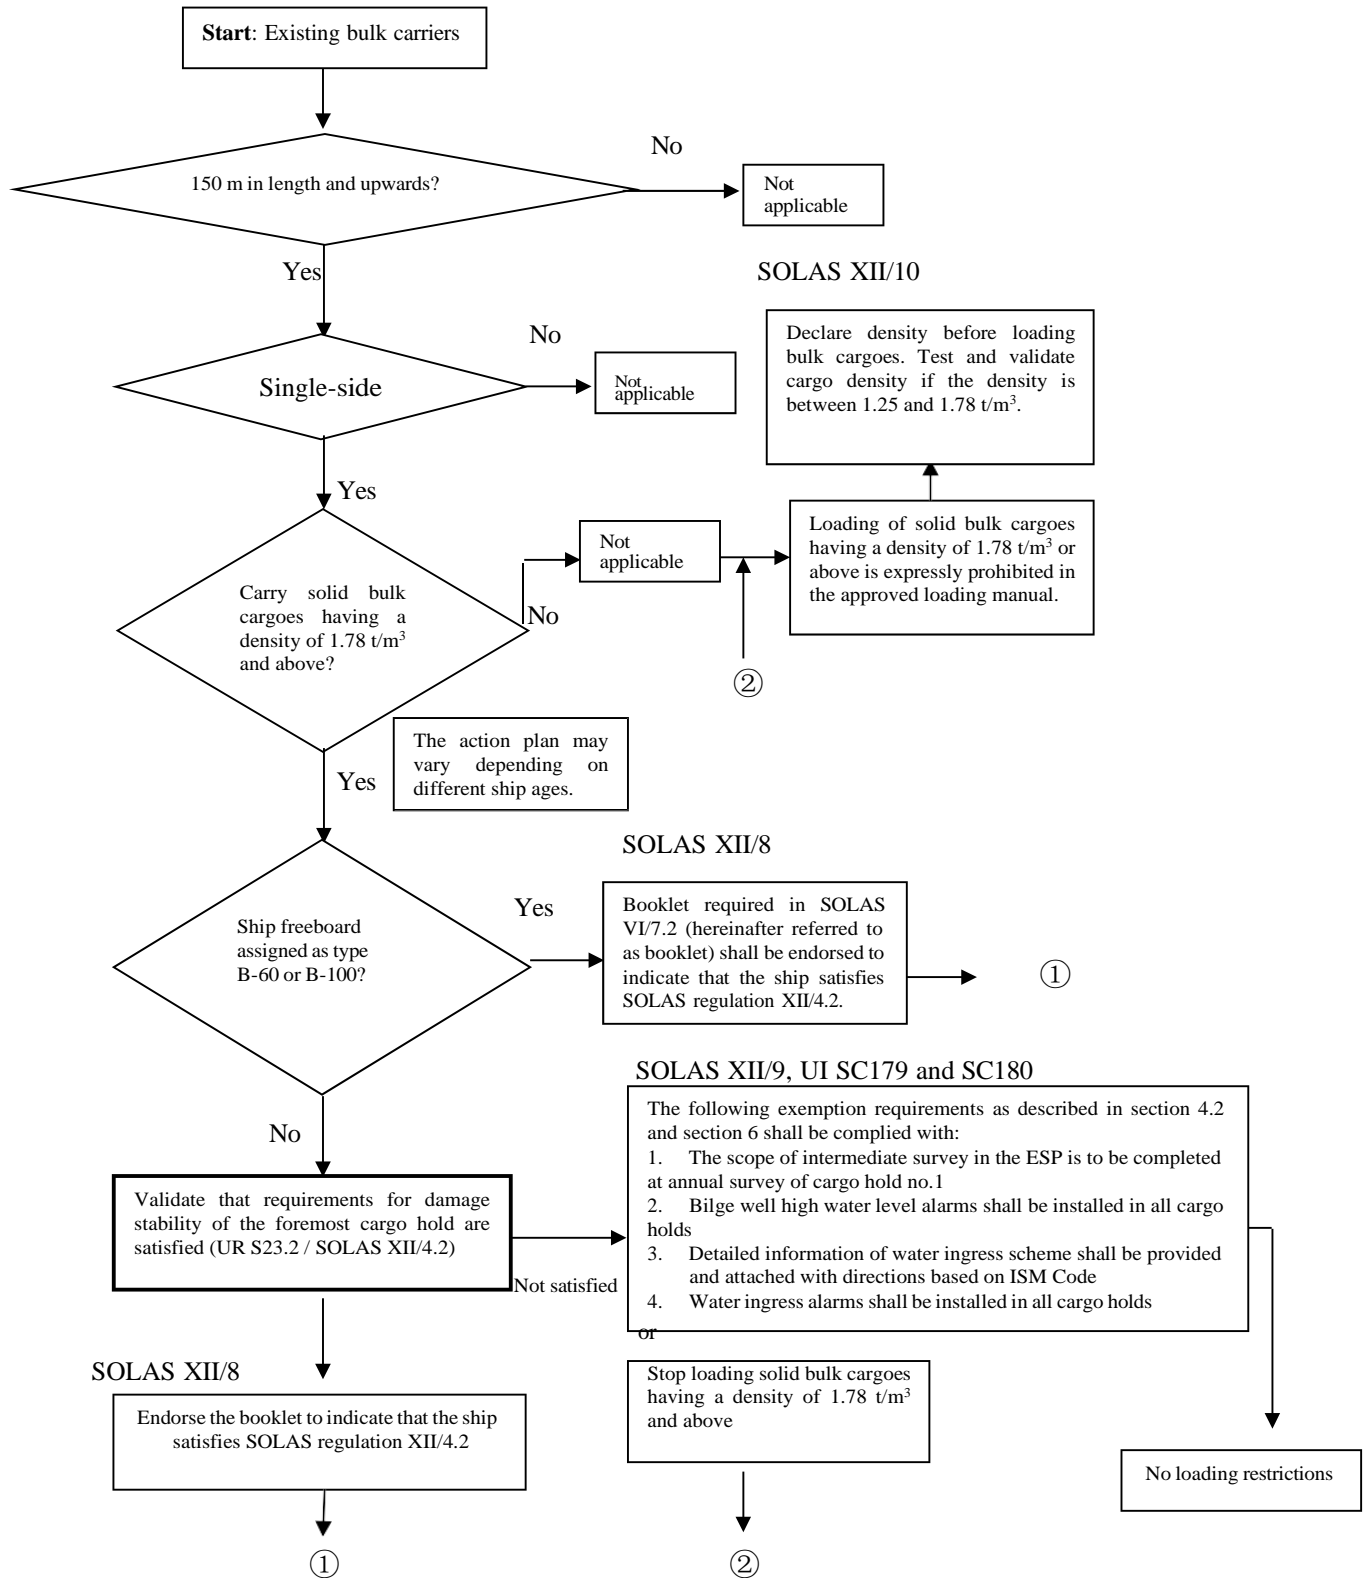 Start: Existing bulk carriers
No
150 m in length and upwards?
Not
applicable
Yes
SOLAS XII/10
Declare density before loading
bulk cargoes. Test and validate
cargo density if the density is
between 1.25 and 1.78 t/m³.
No
Single-side
Not
applicable
Yes
Loading of solid bulk cargoes
having a density of 1.78 t/m³ or
above is expressly prohibited in
the approved loading manual.
Not
applicable
Carry solid bulk
cargoes having a
density of 1.78 t/m³
and above?
No
②
The action plan may
vary depending on
different ship ages.
Yes
SOLAS XII/8
Ship freeboard
assigned as type
B-60 or B-100?
Yes
Booklet required in SOLAS
VI/7.2 (hereinafter referred to
as booklet) shall be endorsed to
indicate that the ship satisfies
SOLAS regulation XII/4.2.
①
SOLAS XII/9, UI SC179 and SC180
The following exemption requirements as described in section 4.2
and section 6 shall be complied with:
1. The scope of intermediate survey in the ESP is to be completed
at annual survey of cargo hold no.1
2. Bilge well high water level alarms shall be installed in all cargo
holds
3. Detailed information of water ingress scheme shall be provided
and attached with directions based on ISM Code
4. Water ingress alarms shall be installed in all cargo holds
No
Validate that requirements for damage
stability of the foremost cargo hold are
satisfied (UR S23.2 / SOLAS XII/4.2)
Not satisfied
or
SOLAS XII/8
Stop loading solid bulk cargoes
having a density of 1.78 t/m³
and above
Endorse the booklet to indicate that the ship
satisfies SOLAS regulation XII/4.2
No loading restrictions
①
②